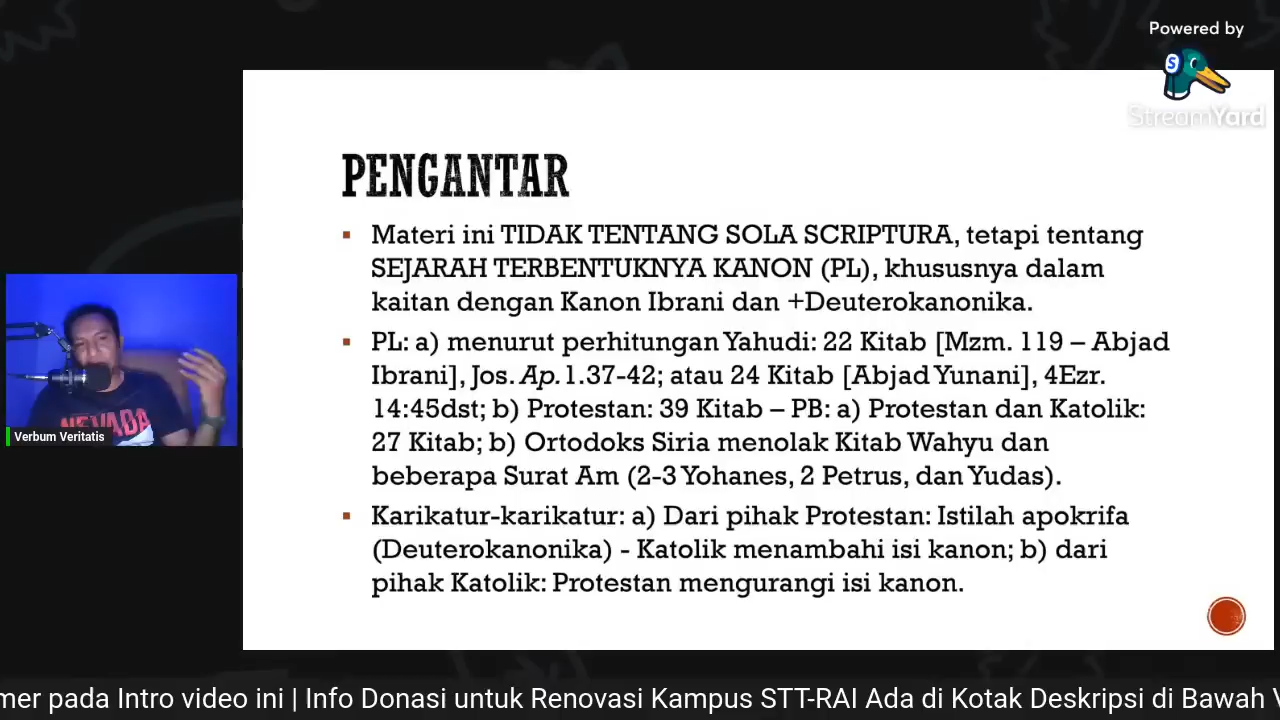 Powered by
StreamYard
PENGANTAR
▪ Materi ini TIDAK TENTANG SOLA SCRIPTURA, tetapi tentang
SEJARAH TERBENTUKNYA KANON (PL), khususnya dalam
kaitan dengan Kanon Ibrani dan +Deuterokanonika.
▪ PL: a) menurut perhitungan Yahudi: 22 Kitab [Mzm. 119 – Abjad
Ibrani], Jos. Ap.1.37-42; atau 24 Kitab [Abjad Yunani], 4Ezr.
14:45dst; b) Protestan: 39 Kitab – PB: a) Protestan dan Katolik:
27 Kitab; b) Ortodoks Siria menolak Kitab Wahyu dan
beberapa Surat Am (2-3 Yohanes, 2 Petrus, dan Yudas).
▪ Karikatur-karikatur: a) Dari pihak Protestan: Istilah apokrifa
(Deuterokanonika) - Katolik menambahi isi kanon; b) dari
pihak Katolik: Protestan mengurangi isi kanon.
NEVADA
Verbum Veritatis
mer pada Intro video ini | Info Donasi untuk Renovasi Kampus STT-RAI Ada di Kotak Deskripsi di Bawah V